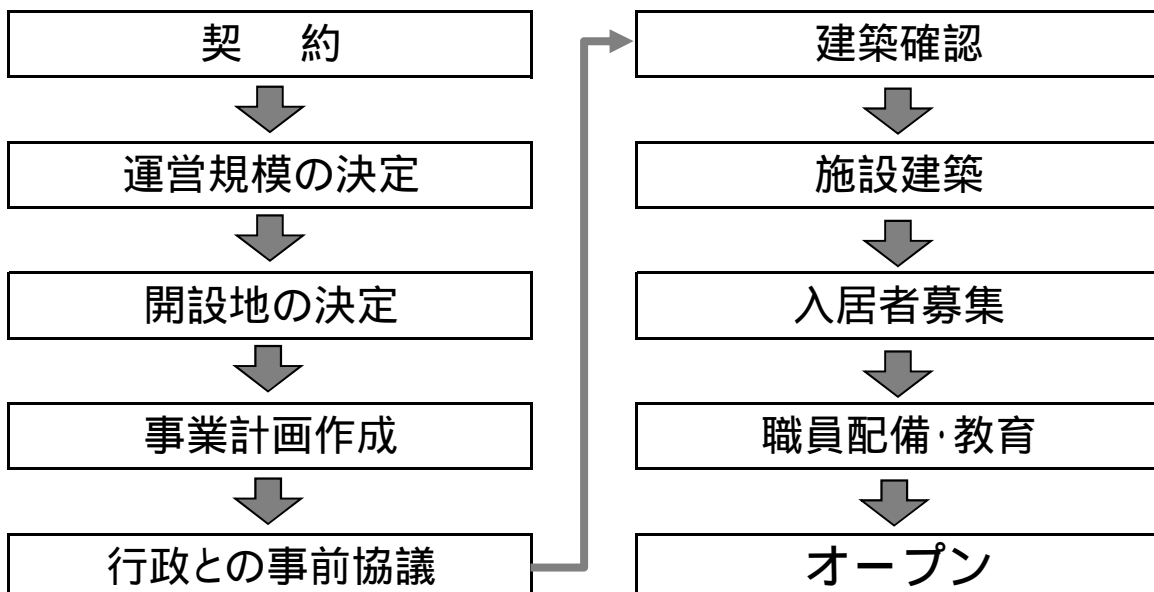 契　約
運営規模の決定
開設地の決定
事業計画作成
行政との事前協議
建築確認
施設建築
入居者募集
職員配備・教育
オープン